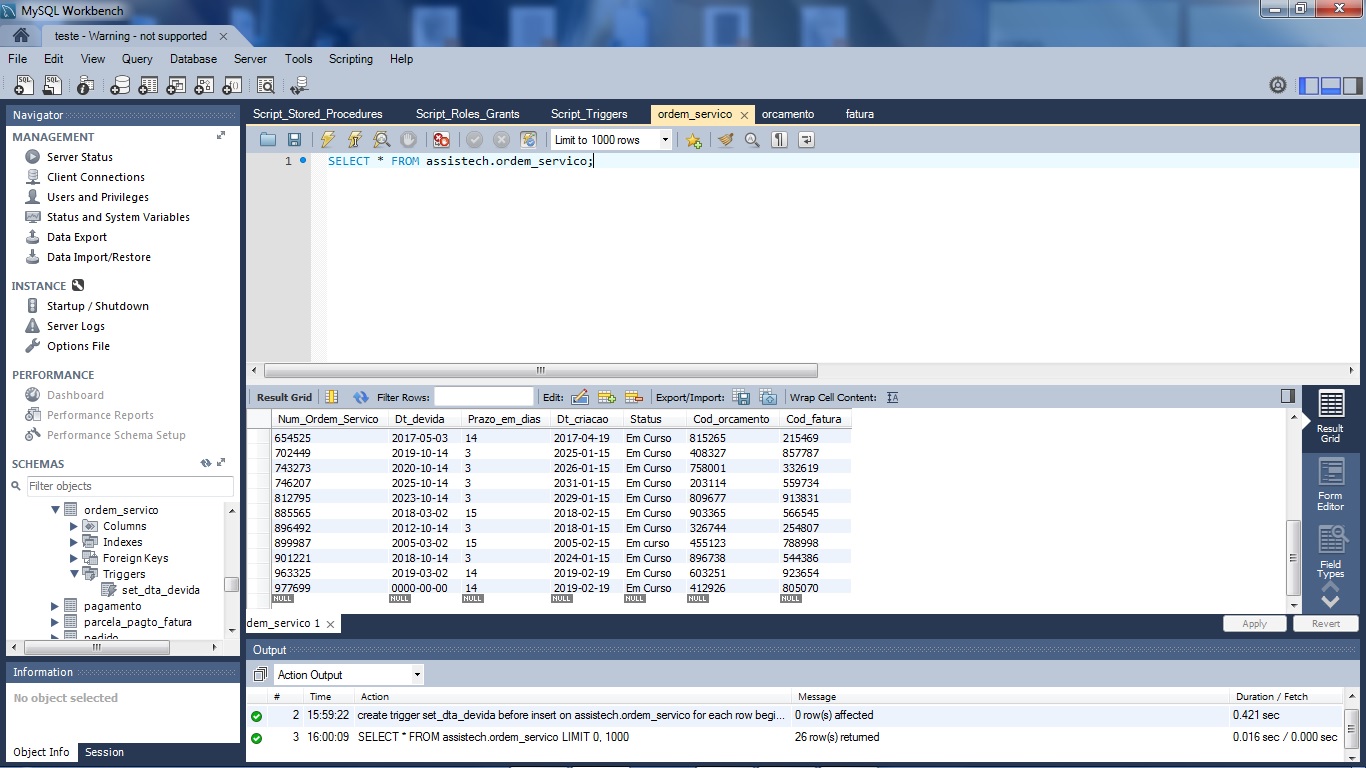 MySQL Workbench
teste - Warning - not supported
File Edit View Query Database Server Tools Scripting Help
Navigator
MANAGEMENT
Server Status
Client Connections
Users and Privileges
Status and System Variables
Data Export
Data Import/Restore
INSTANCE
Startup / Shutdown
Server Logs
Options File
PERFORMANCE
Dashboard
Performance Reports
Performance Schema Setup
SCHEMAS
Filter objects
ordem_servico
Columns
Indexes
Foreign Keys
Triggers
set_dta_devida
pagamento
parcela_pagto_fatura
pedido
Information
No object selected
Object Info Session
Script_Stored_Procedures Script_Roles_Grants Script_Triggers ordem_servico orcamento fatura
Limit to 1000 rows
1 SELECT * FROM assistech.ordem_servico;
Result Grid Filter Rows: Edit: Export/Import: Wrap Cell Content:
Num_Ordem_Servico Dt_devida Prazo_em_dias Dt_criacao Status Cod_orcamento Cod_fatura
654525 2017-05-03 14 2017-04-19 Em Curso 815265 215469
702449 2019-10-14 3 2025-01-15 Em Curso 408327 857787
743273 2020-10-14 3 2026-01-15 Em Curso 758001 332619
746207 2025-10-14 3 2031-01-15 Em Curso 203114 559734
812795 2023-10-14 3 2029-01-15 Em Curso 809677 913831
885565 2018-03-02 15 2018-02-15 Em Curso 903365 566545
896492 2012-10-14 3 2018-01-15 Em Curso 326744 254807
899987 2005-03-02 15 2005-02-15 Em Curso 455123 788998
901221 2018-10-14 3 2024-01-15 Em Curso 896738 544386
963325 2019-03-02 14 2019-02-19 Em Curso 603251 923654
977699 0000-00-00 14 2019-02-19 Em Curso 412926 805070
NULL NULL NULL NULL NULL NULL NULL
Result
Grid
Form
Editor
Field
Types
dem_servico 1
Apply Revert
Output
Action Output
# Time Action Message Duration / Fetch
2 15:59:22 create trigger set_dta_devida before insert on assistech.ordem_servico for each row begi... 0 row(s) affected 0.421 sec
3 16:00:09 SELECT * FROM assistech.ordem_servico LIMIT 0, 1000 26 row(s) returned 0.016 sec / 0.000 sec